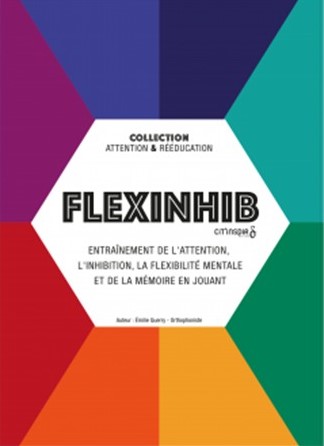 COLLECTION
ATTENTION & RÉÉDUCATION
FLEXINHIB
ENTRAÎNEMENT DE L'ATTENTION,
L'INHIBITION, LA FLEXIBILITÉ MENTALE
ET DE LA MÉMOIRE EN JOUANT
Auteur - Émilie Guerry - Orthophoniste